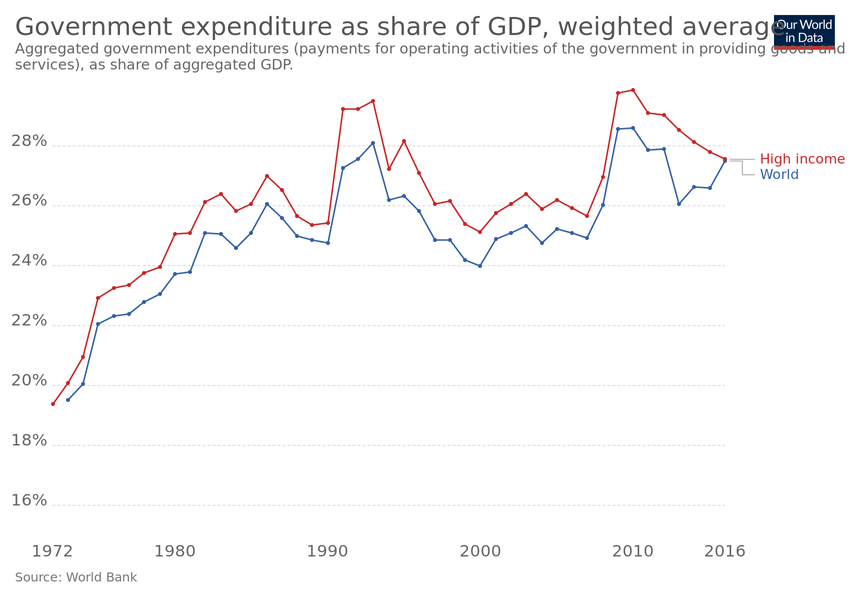 Government expenditure as share of GDP, weighted average
Our World
in Data
Aggregated government expenditures (payments for operating activities of the government in providing goods and
services), as share of aggregated GDP.
28%
26%
24%
22%
20%
18%
16%
High income
World
1972 1980 1990 2000 2010 2016
Source: World Bank